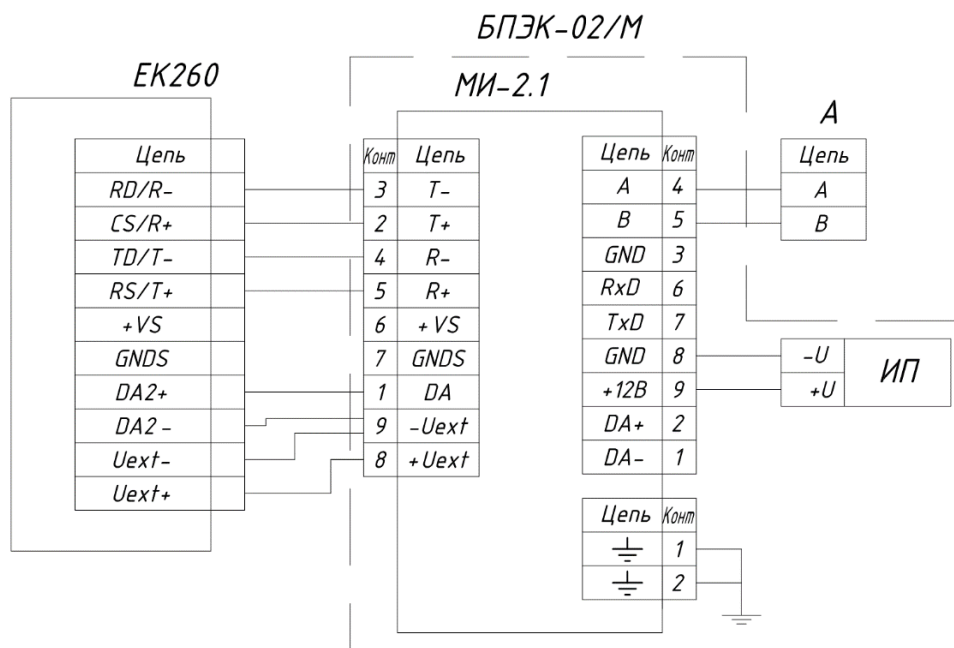 БПЭК-02/М
ЕК260
МИ-2.1
А
Цепь
RD/R-
CS/R+
TD/T-
RS/T+
+VS
GNDS
DA2+
DA2-
Uext-
Uext+
Конт Цепь
3 T-
2 T+
4 R-
5 R+
6 +VS
7 GNDS
1 DA
9 -Uext
8 +Uext
Цепь Конт
A 4
B 5
GND 3
RxD 6
TxD 7
GND 8
+12В 9
DA+ 2
DA- 1
Цепь Конт
1
2
Цепь
A
B
-U
+U
ИП